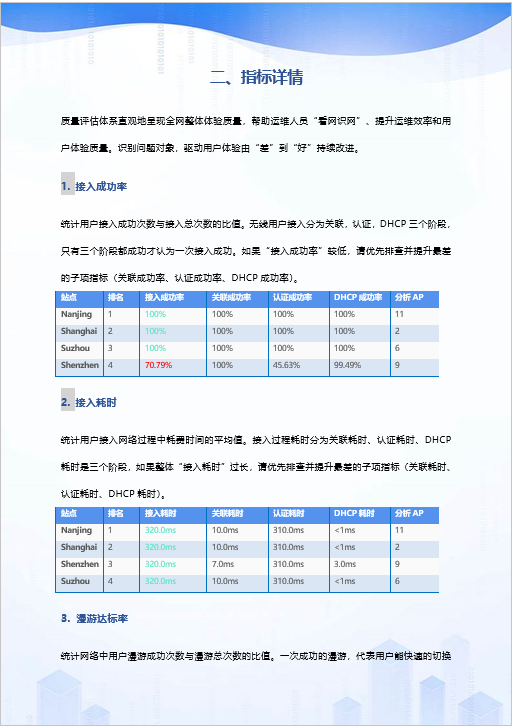 二、指标详情
质量评估体系直观地呈现全网整体体验质量，帮助运维人员“看网识网”、提升运维效率和用
户体验质量。识别问题对象，驱动用户体验由“差”到“好”持续改进。
1. 接入成功率
统计用户接入成功次数与接入总次数的比值。无线用户接入分为关联，认证，DHCP 三个阶段，
只有三个阶段都成功才认为一次接入成功。如果“接入成功率”较低，请优先排查并提升最差
的子项指标（关联成功率、认证成功率、DHCP 成功率）。
站点 排名 接入成功率 关联成功率 认证成功率 DHCP 成功率 分析 AP
Nanjing 1 100% 100% 100% 100% 11
Shanghai 2 100% 100% 100% 100% 2
Suzhou 3 100% 100% 100% 100% 6
Shenzhen 4 70.79% 100% 45.63% 99.49% 9
2. 接入耗时
统计用户接入网络过程中耗费时间的平均值。接入过程耗时分为关联耗时、认证耗时、DHCP
耗时是三个阶段，如果整体“接入耗时”过长，请优先排查并提升最差的子项指标（关联耗时、
认证耗时、DHCP 耗时）。
站点 排名 接入耗时 关联耗时 认证耗时 DHCP 耗时 分析 AP
Nanjing 1 320.0ms 10.0ms 310.0ms <1ms 11
Shanghai 2 320.0ms 10.0ms 310.0ms <1ms 2
Shenzhen 3 320.0ms 7.0ms 310.0ms 3.0ms 9
Suzhou 4 320.0ms 10.0ms 310.0ms <1ms 6
3. 漫游达标率
统计网络中用户漫游成功次数与漫游总次数的比值。一次成功的漫游，代表用户能快速的切换